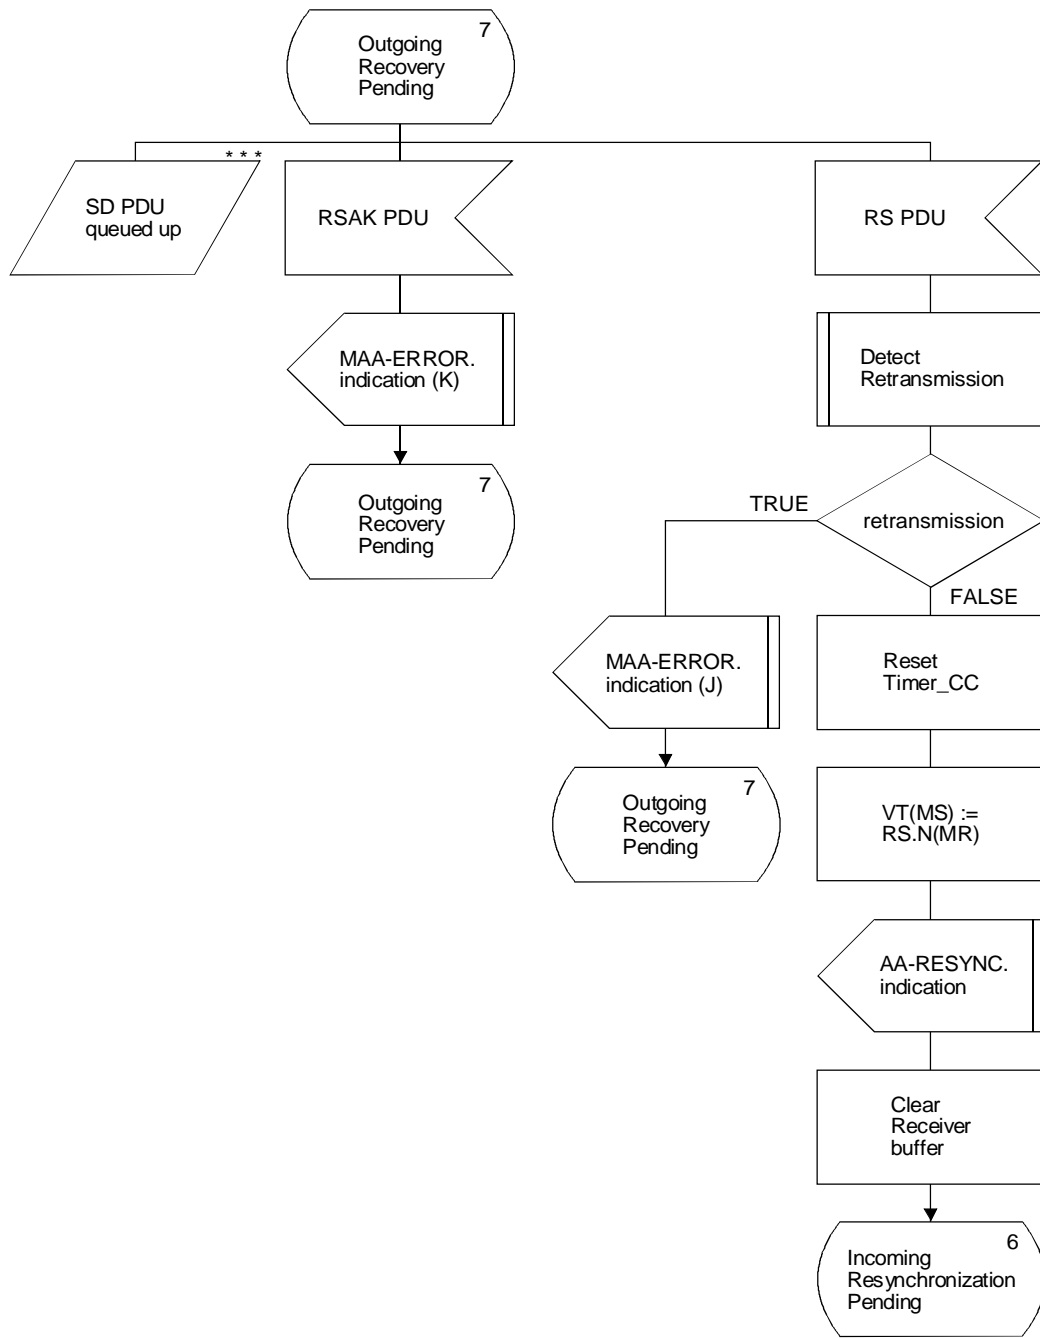 7
Outgoing
Recovery
Pending
* * *
SD PDU
queued up
RSAK PDU
RS PDU
MAA-ERROR.
indication (K)
Detect
Retransmission
7
Outgoing
Recovery
Pending
TRUE
retransmission
FALSE
MAA-ERROR.
indication (J)
Reset
Timer_CC
7
Outgoing
Recovery
Pending
VT(MS) :=
RS.N(MR)
AA-RESYNC.
indication
Clear
Receiver
buffer
6
Incoming
Resynchronization
Pending